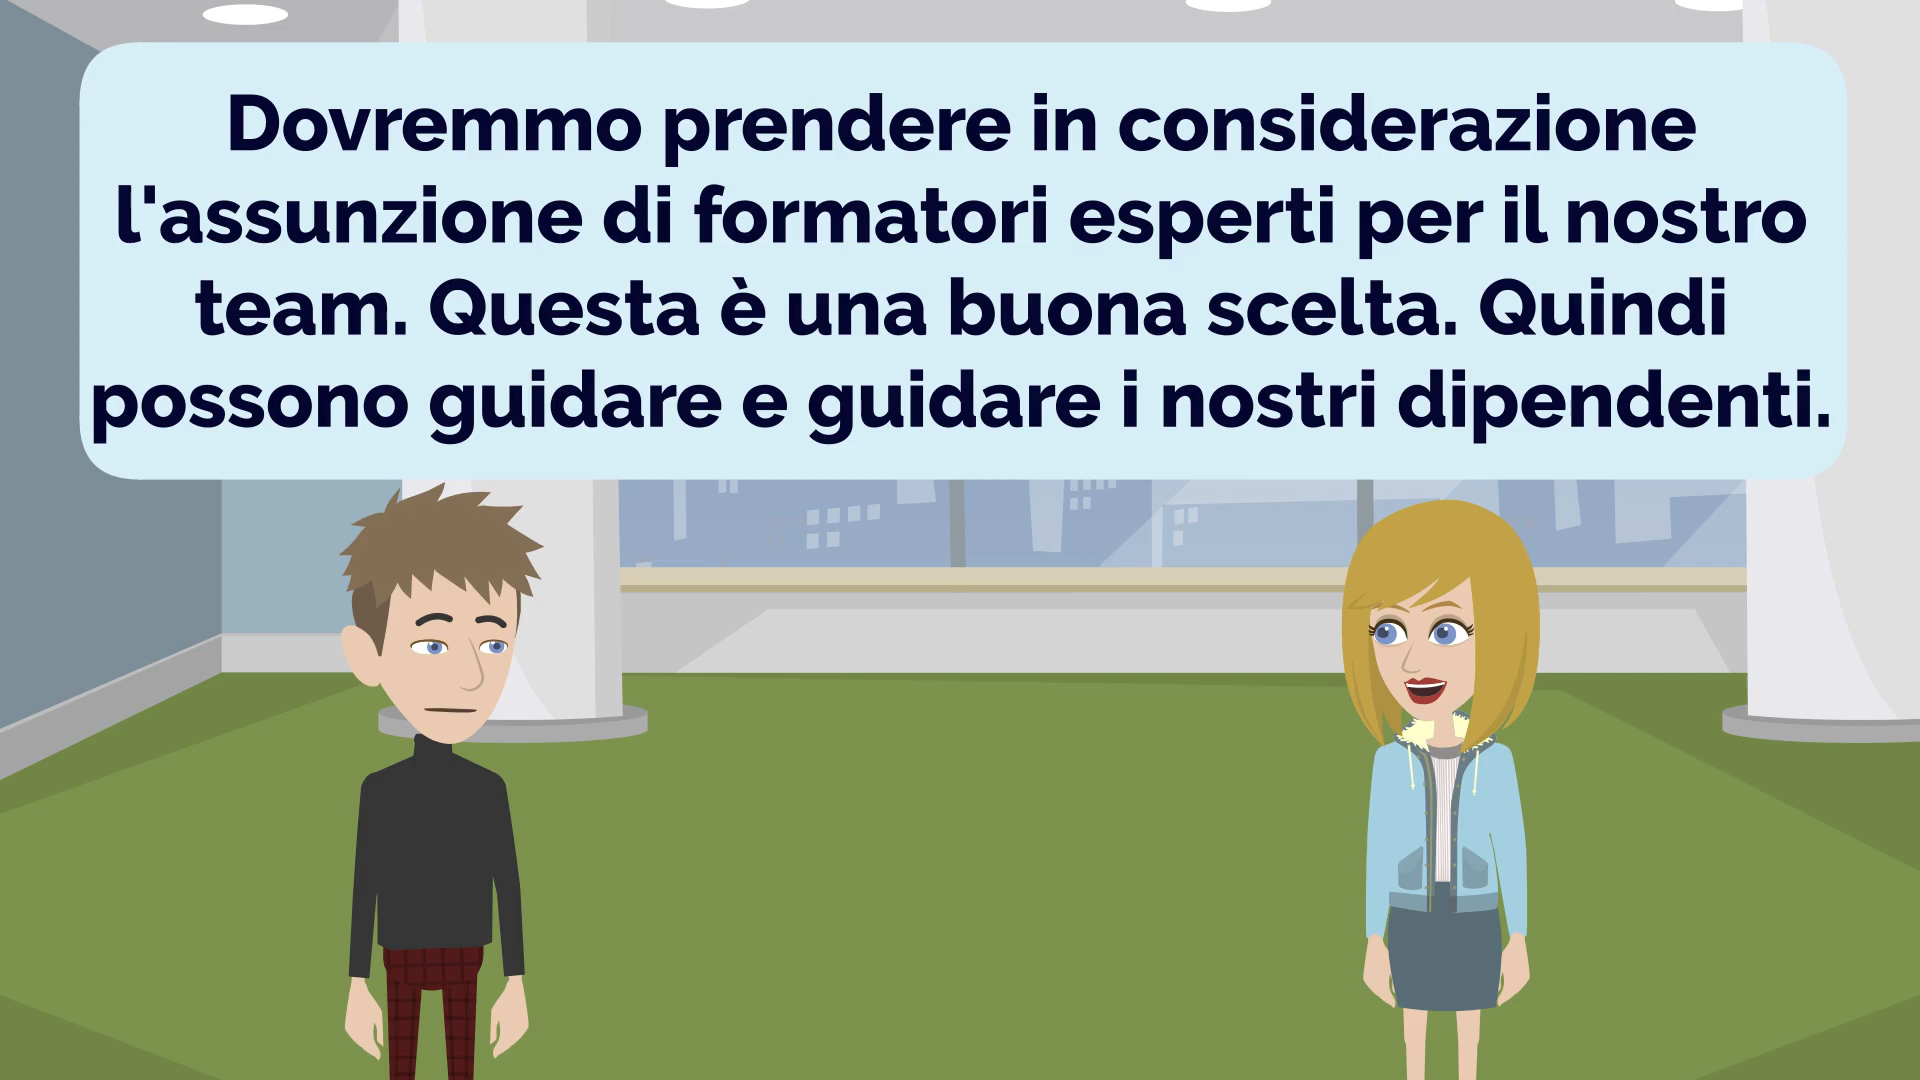 Dovremmo prendere in considerazione
l'assunzione di formatori esperti per il nostro
team. Questa è una buona scelta. Quindi
possono guidare e guidare i nostri dipendenti.